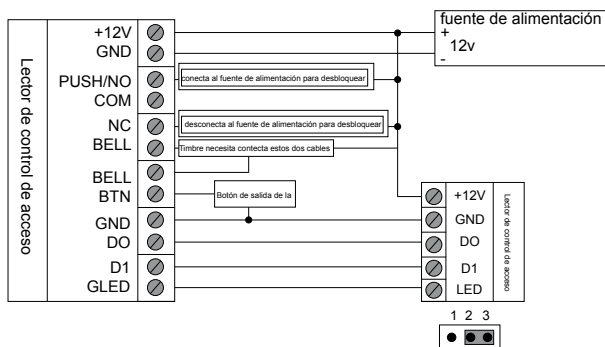 fuente de alimentación
+
12v
-
Lector de control de acceso
+12V
GND
PUSH/NO
COM
NC
BELL
BELL
BTN
GND
DO
D1
GLED
conecta al fuente de alimentación para desbloquear
desconecta al fuente de alimentación para desbloquear
Timbre necesita contecta estos dos cables
Botón de salida de la
+12V
GND
DO
D1
LED
Lector de control de acceso
1 2 3